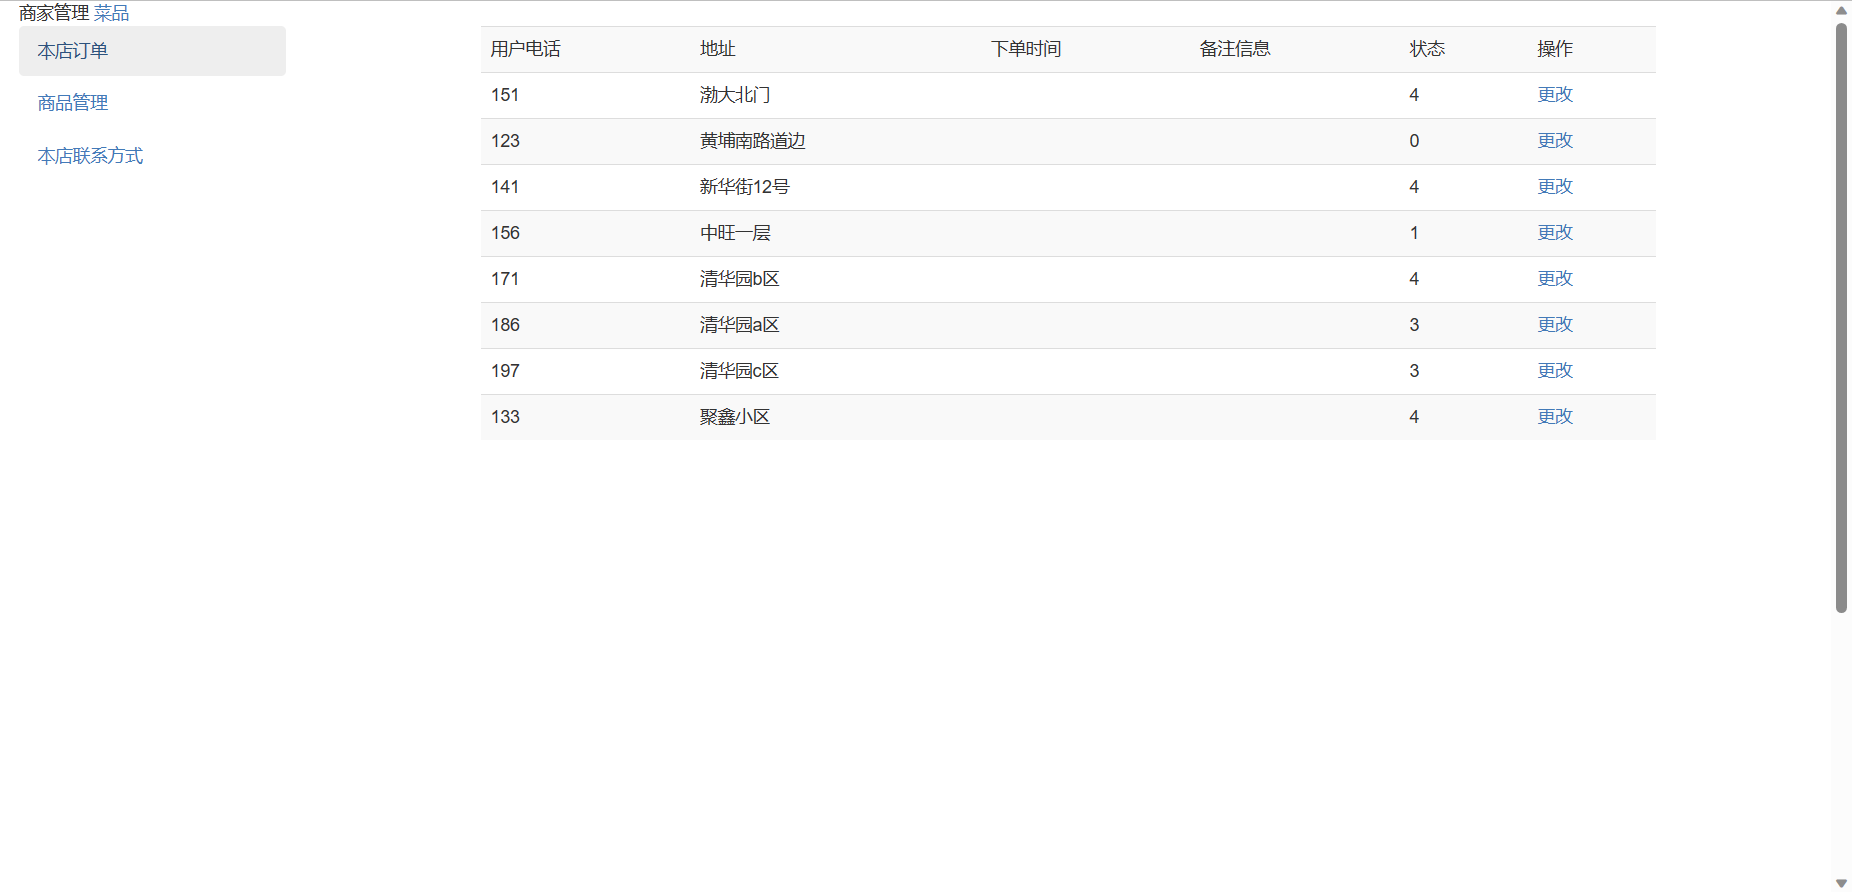 商家管理 菜品
本店订单
商品管理
本店联系方式
用户电话 地址 下单时间 备注信息 状态 操作
151 渤大北门 4 更改
123 黄埔南路道边 0 更改
141 新华街12号 4 更改
156 中旺一层 1 更改
171 清华园b区 4 更改
186 清华园a区 3 更改
197 清华园c区 3 更改
133 聚鑫小区 4 更改